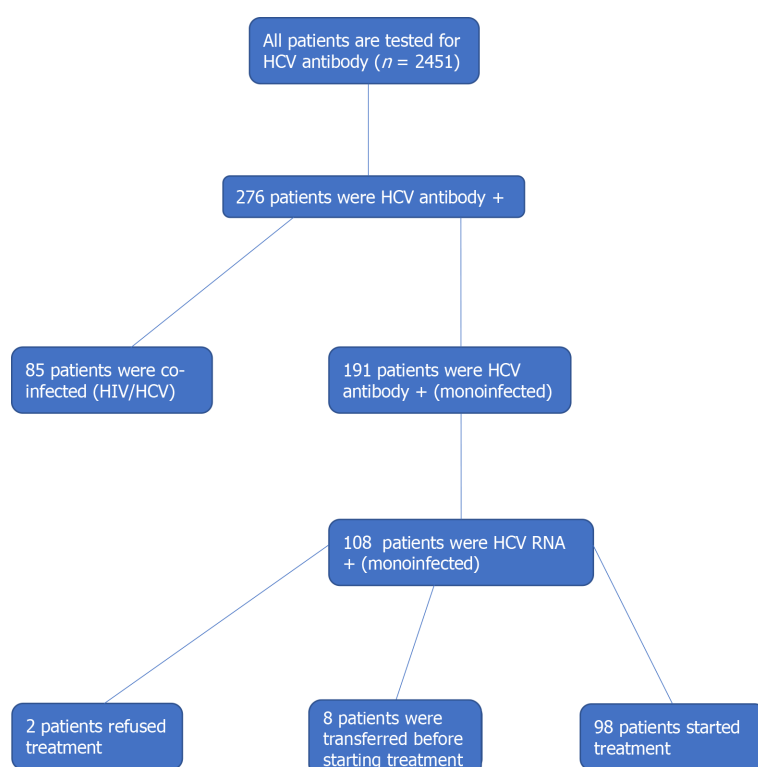 All patients are tested for
HCV antibody (n = 2451)
276 patients were HCV antibody +
85 patients were co-
infected (HIV/HCV)
191 patients were HCV
antibody + (monoinfected)
108 patients were HCV RNA
+ (monoinfected)
2 patients refused
treatment
8 patients were
transferred before
starting treatment
98 patients started
treatment